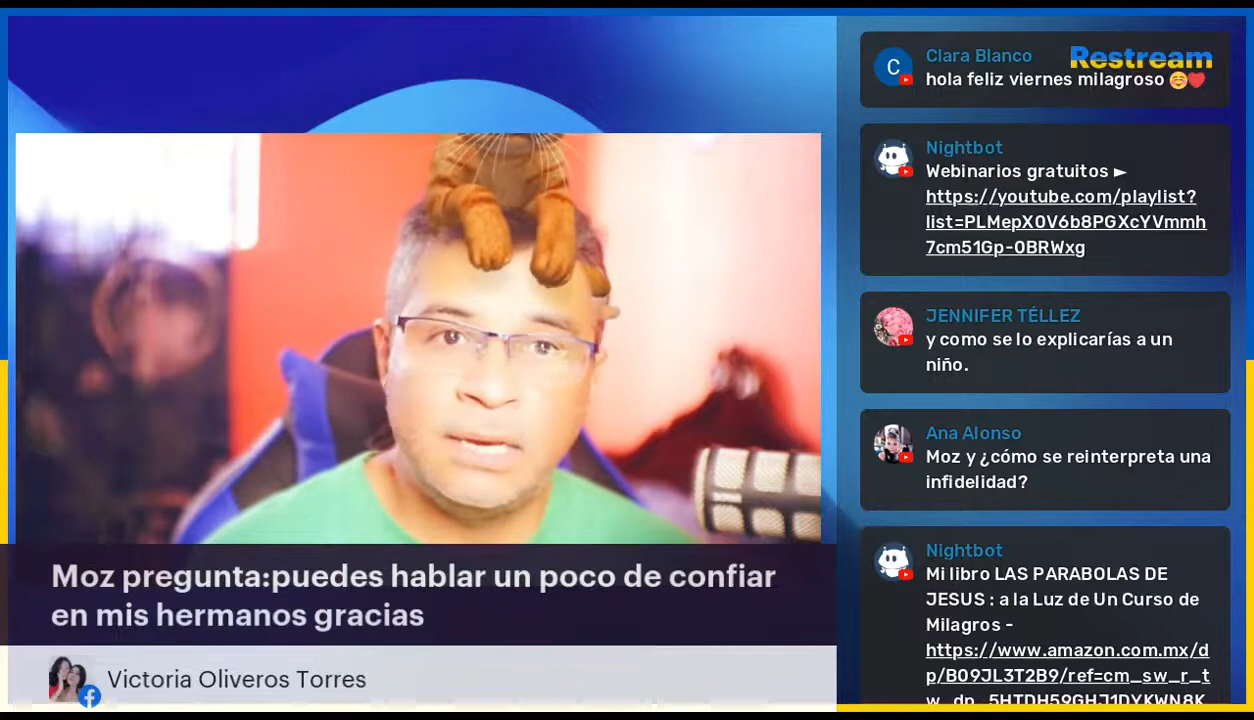 Moz pregunta:puedes hablar un poco de confiar
en mis hermanos gracias
Victoria Oliveros Torres
Restream
C
Clara Blanco
hola feliz viernes milagroso ☺️❤️
Nightbot
Webinarios gratuitos ►
https://youtube.com/playlist?
list=PLMepX0V6b8PGXcYVmmh
7cm51Gp-0BRWxg
JENNIFER TÉLLEZ
y como se lo explicarías a un
niño.
Ana Alonso
Moz y ¿cómo se reinterpreta una
infidelidad?
Nightbot
Mi libro LAS PARABOLAS DE
JESUS : a la Luz de Un Curso de
Milagros -
https://www.amazon.com.mx/d
p/B09JL3T2B9/ref=cm_sw_r_t
w_dp_5HTDH59GHJ1DYKWN8K